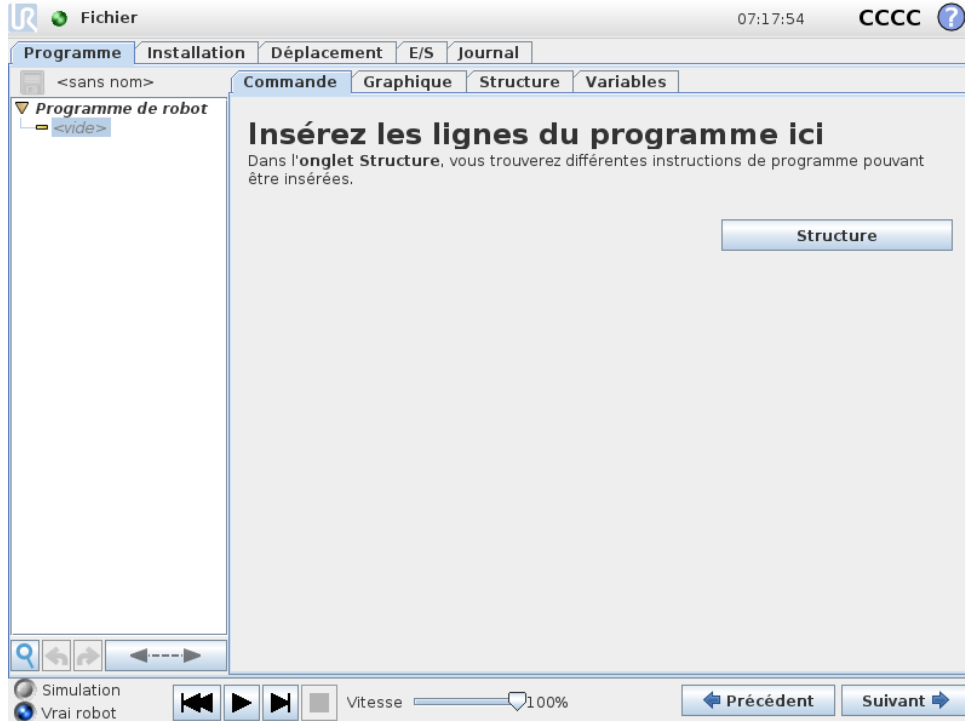 UR Fichier 07:17:54 CCCC ?
Programme Installation Déplacement E/S Journal
<sans nom> Commande Graphique Structure Variables
Programme de robot
<vide>
Insérez les lignes du programme ici
Dans l'onglet Structure, vous trouverez différentes instructions de programme pouvant
être insérées.
Structure
Simulation
Vrai robot
Vitesse 100%
Précédent Suivant